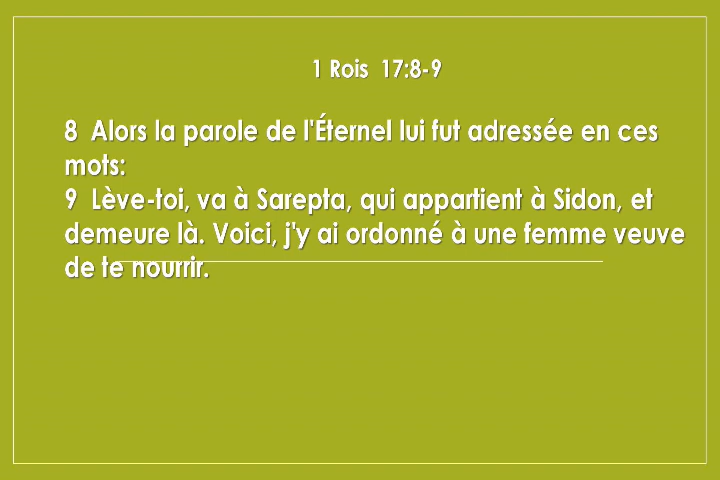 1 Rois  17:8-9
8  Alors la parole de l'Éternel lui fut adressée en ces
mots:
9  Lève-toi, va à Sarepta, qui appartient à Sidon, et
demeure là. Voici, j'y ai ordonné à une femme veuve
de te nourrir.